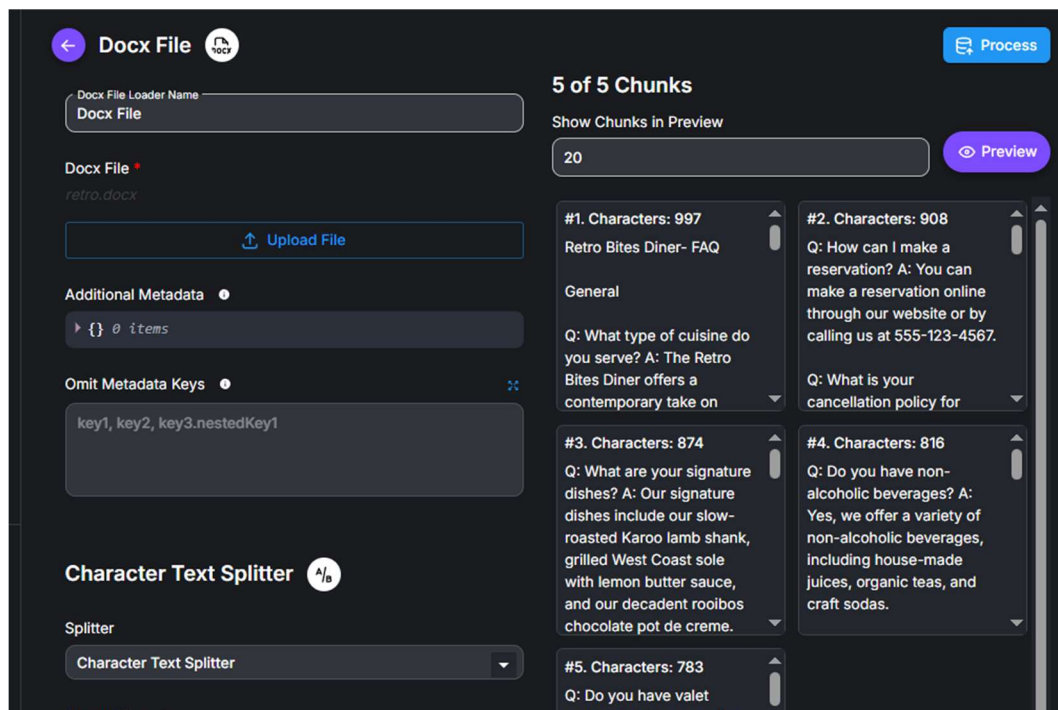 Docx File
DOCX
Process
Docx File Loader Name
Docx File
Docx File *
retro.docx
Upload File
Additional Metadata
{} 0 items
Omit Metadata Keys
key1, key2, key3.nestedKey1
Character Text Splitter
A/B
Splitter
Character Text Splitter
5 of 5 Chunks
Show Chunks in Preview
20
Preview
#1. Characters: 997
Retro Bites Diner- FAQ
General
Q: What type of cuisine do
you serve? A: The Retro
Bites Diner offers a
contemporary take on
#2. Characters: 908
Q: How can I make a
reservation? A: You can
make a reservation online
through our website or by
calling us at 555-123-4567.
Q: What is your
cancellation policy for
#3. Characters: 874
Q: What are your signature
dishes? A: Our signature
dishes include our slow-
roasted Karoo lamb shank,
grilled West Coast sole
with lemon butter sauce,
and our decadent rooibos
chocolate pot de creme.
#4. Characters: 816
Q: Do you have non-
alcoholic beverages? A:
Yes, we offer a variety of
non-alcoholic beverages,
including house-made
juices, organic teas, and
craft sodas.
#5. Characters: 783
Q: Do you have valet